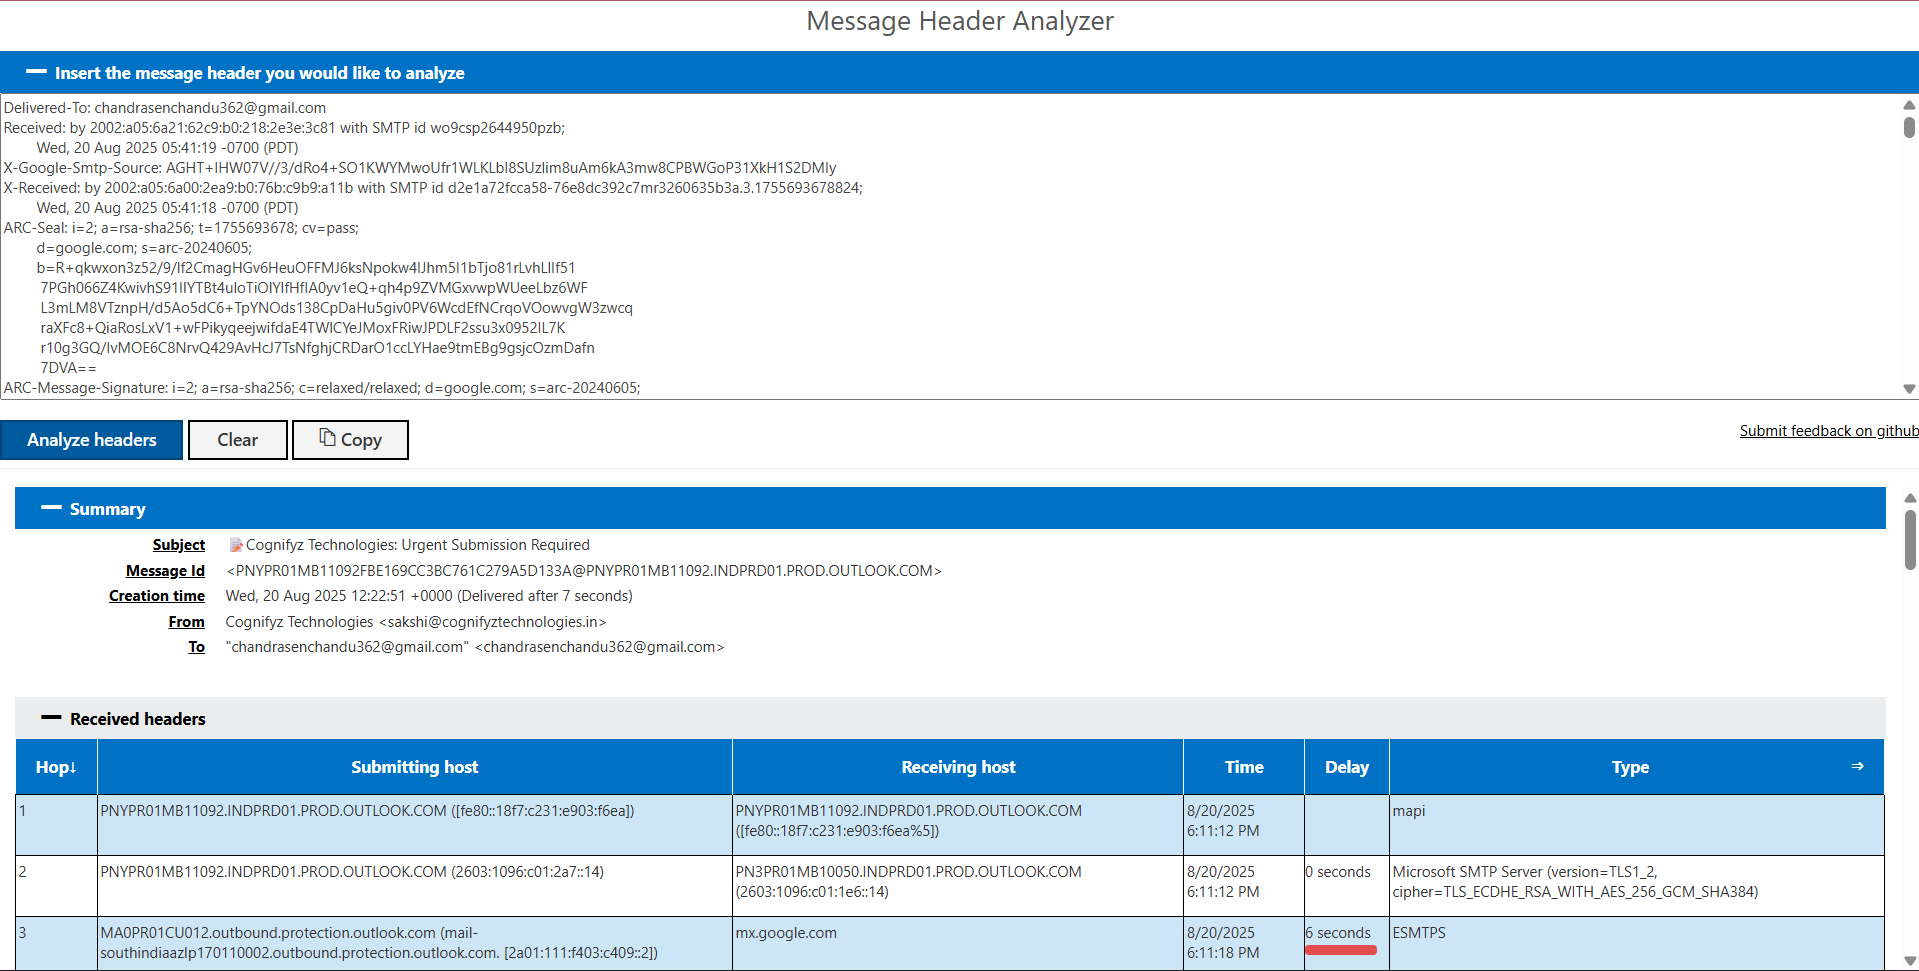 Message Header Analyzer
Insert the message header you would like to analyze
Delivered-To: chandrasenchandu362@gmail.com
Received: by 2002:a05:6a21:62c9:b0:218:2e3e:3c81 with SMTP id wo9csp2644950pzb;
Wed, 20 Aug 2025 05:41:19 -0700 (PDT)
X-Google-Smtp-Source: AGHT+IHW07V//3/dRo4+SO1KWYMwoUfr1WLKLbI8SUzlim8uAm6kA3mw8CPBWGoP31XkH1S2DMIy
X-Received: by 2002:a05:6a00:2ea9:b0:76b:c9b9:a11b with SMTP id d2e1a72fcca58-76e8dc392c7mr3260635b3a.3.1755693678824;
Wed, 20 Aug 2025 05:41:18 -0700 (PDT)
ARC-Seal: i=2; a=rsa-sha256; t=1755693678; cv=pass;
d=google.com; s=arc-20240605;
b=R+qkwxon3z52/9/If2CmagHGv6HeuOFFMJ6ksNpokw4lJhm5I1bTjo81rLvhLIlf51
7PGh066Z4KwivhS91IIYTBt4uIoTiOIYIfHfIA0yv1eQ+qh4p9ZVMGxvwpWUeeLbz6WF
L3mLM8VTznpH/d5Ao5dC6+TpYNOds138CpDaHu5giv0PV6WcdEfNCrqoVOowvgW3zwcq
raXFc8+QiaRosLxV1+wFPikyqeejwifdaE4TWICYeJMoxFRiwJPDLF2ssu3x0952IL7K
r10g3GQ/IvMOE6C8NrvQ429AvHcJ7TsNfghjCRDarO1ccLYHae9tmEBg9gsjcOzmDafn
7DVA==
ARC-Message-Signature: i=2; a=rsa-sha256; c=relaxed/relaxed; d=google.com; s=arc-20240605;
Analyze headers
Clear
Copy
Submit feedback on github
Summary
Subject 📝Cognifyz Technologies: Urgent Submission Required
Message Id <PNYPR01MB11092FBE169CC3BC761C279A5D133A@PNYPR01MB11092.INDPRD01.PROD.OUTLOOK.COM>
Creation time Wed, 20 Aug 2025 12:22:51 +0000 (Delivered after 7 seconds)
From Cognifyz Technologies <sakshi@cognifyztechnologies.in>
To "chandrasenchandu362@gmail.com" <chandrasenchandu362@gmail.com>
Received headers
Hop↓ Submitting host Receiving host Time Delay Type ⇒
1 PNYPR01MB11092.INDPRD01.PROD.OUTLOOK.COM ([fe80::18f7:c231:e903:f6ea]) PNYPR01MB11092.INDPRD01.PROD.OUTLOOK.COM 8/20/2025 mapi
([fe80::18f7:c231:e903:f6ea%5]) 6:11:12 PM
2 PNYPR01MB11092.INDPRD01.PROD.OUTLOOK.COM (2603:1096:c01:2a7::14) PN3PR01MB10050.INDPRD01.PROD.OUTLOOK.COM 8/20/2025 0 seconds Microsoft SMTP Server (version=TLS1_2,
(2603:1096:c01:1e6::14) 6:11:12 PM cipher=TLS_ECDHE_RSA_WITH_AES_256_GCM_SHA384)
3 MA0PR01CU012.outbound.protection.outlook.com (mail- mx.google.com 8/20/2025 6 seconds ESMTPS
southindiaazlp170110002.outbound.protection.outlook.com. [2a01:111:f403:c409::2]) 6:11:18 PM